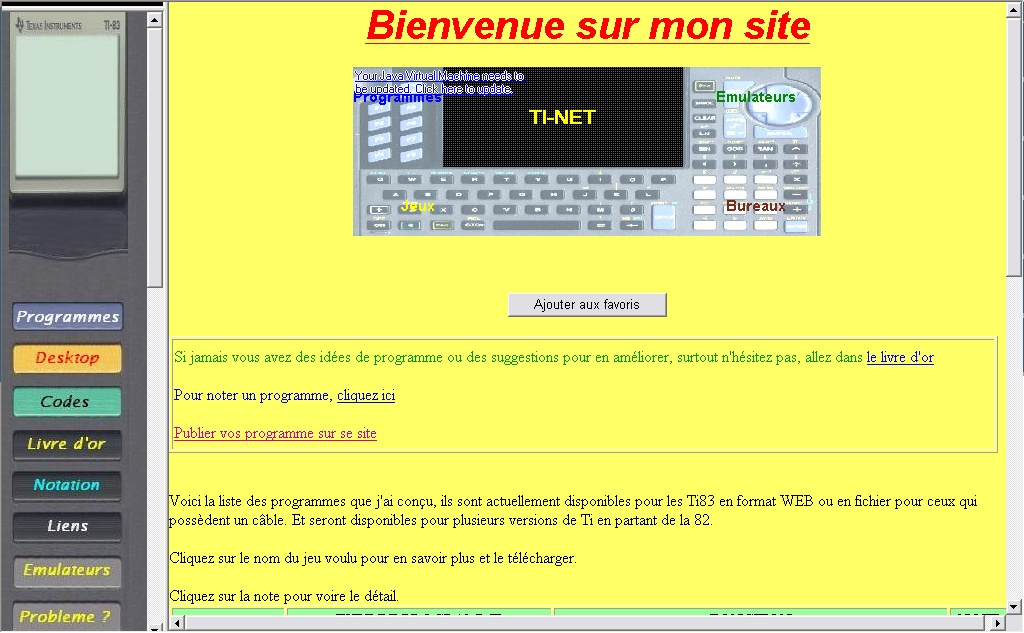 TEXAS INSTRUMENTS TI-83
Programmes
Desktop
Codes
Livre d'or
Notation
Liens
Emulateurs
Probleme ?
Bienvenue sur mon site
Your Java Virtual Machine needs to
be updated. Click here to update.
Programmes
Emulateurs
TI-NET
Jeux
Bureaux
Ajouter aux favoris
Si jamais vous avez des idées de programme ou des suggestions pour en améliorer, surtout n'hésitez pas, allez dans le livre d'or
Pour noter un programme, cliquez ici
Publier vos programme sur se site
Voici la liste des programmes que j'ai conçu, ils sont actuellement disponibles pour les Ti83 en format WEB ou en fichier pour ceux qui
possèdent un câble. Et seront disponibles pour plusieurs versions de Ti en partant de la 82.
Cliquez sur le nom du jeu voulu pour en savoir plus et le télécharger.
Cliquez sur la note pour voire le détail.